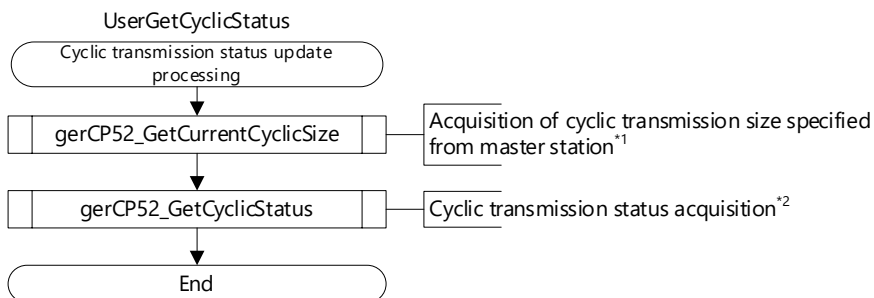 UserGetCyclicStatus
Cyclic transmission status update
processing
gerCP52_GetCurrentCyclicSize
Acquisition of cyclic transmission size specified
from master station*1
gerCP52_GetCyclicStatus
Cyclic transmission status acquisition*2
End